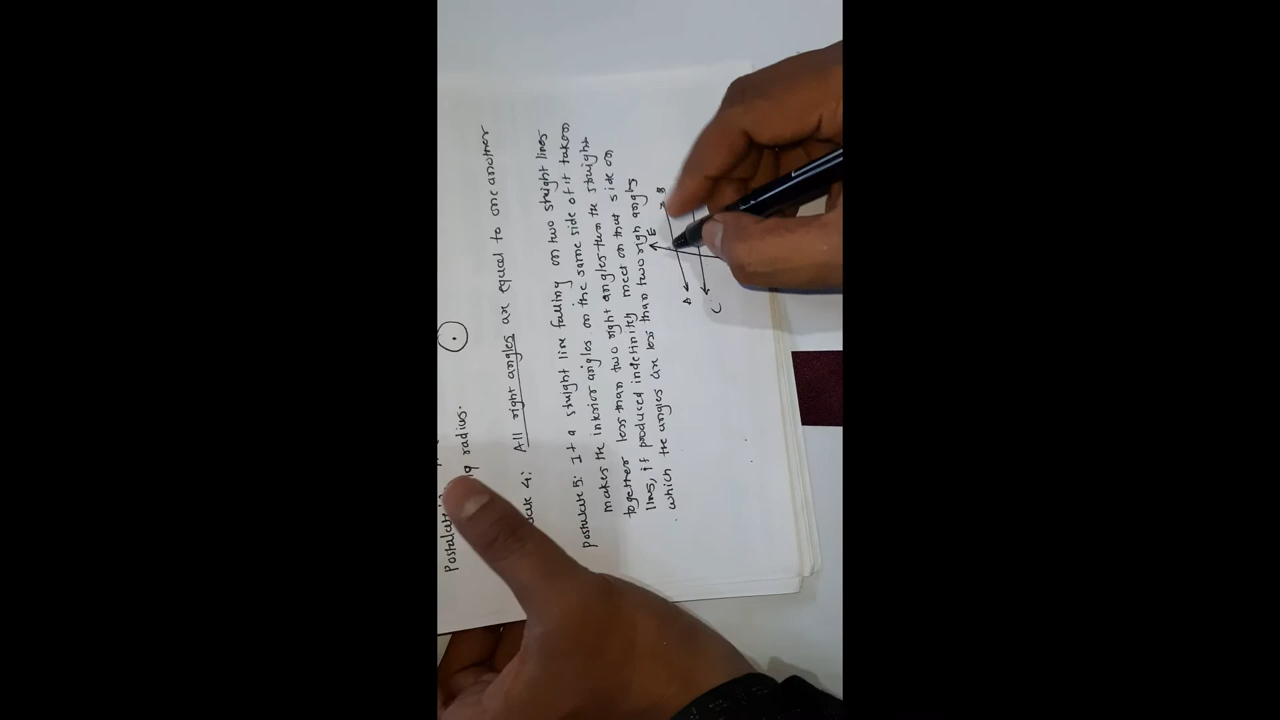 Postulate
radius.
4: All right angles are equal to one another
Postulate 5: If a straight line falling on two straight lines
makes the interior angles on the same side of it taken
together less than two right angles then the straight
lines, if produced indefinitely meet on that side on
which the angles are less than two righ angles
E
A B
C